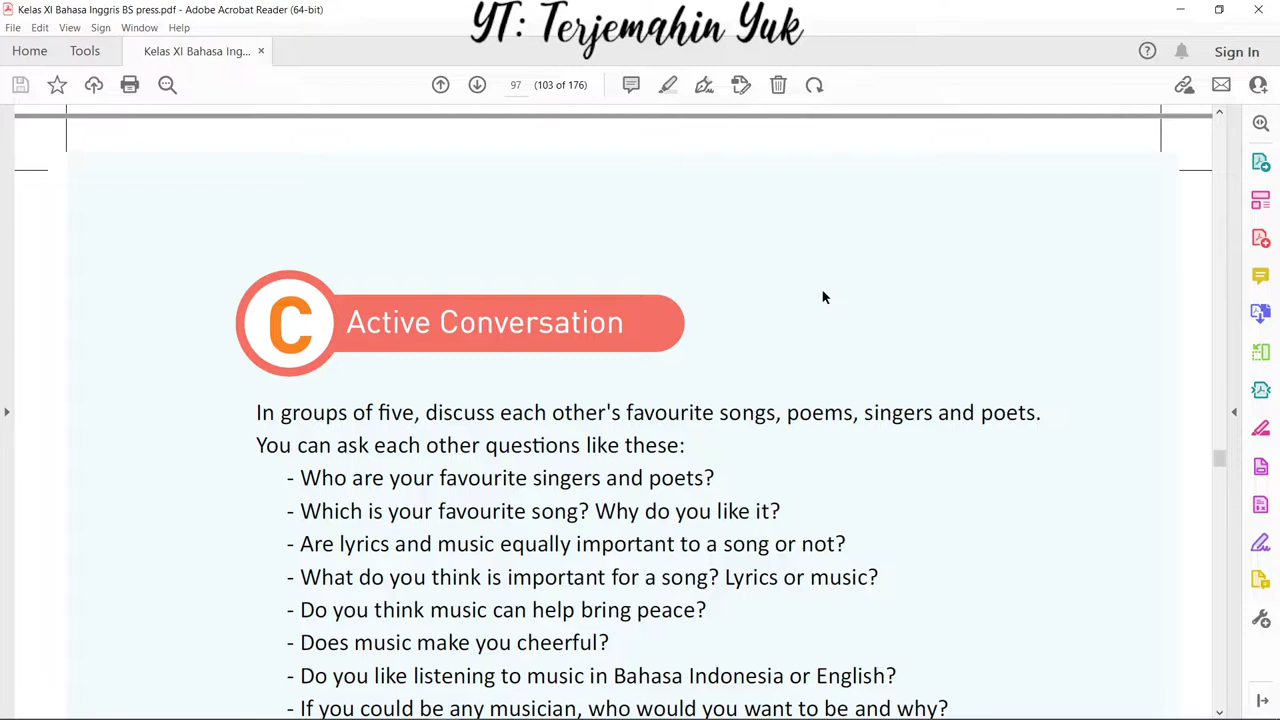 Kelas XI Bahasa Inggris BS press.pdf - Adobe Acrobat Reader (64-bit)
YT: Terjemahin Yuk
File Edit View Sign Window Help
Home Tools Kelas XI Bahasa Ing... × Sign In
97 (103 of 176)
C Active Conversation
In groups of five, discuss each other's favourite songs, poems, singers and poets.
You can ask each other questions like these:
- Who are your favourite singers and poets?
- Which is your favourite song? Why do you like it?
- Are lyrics and music equally important to a song or not?
- What do you think is important for a song? Lyrics or music?
- Do you think music can help bring peace?
- Does music make you cheerful?
- Do you like listening to music in Bahasa Indonesia or English?
- If you could be any musician, who would you want to be and why?